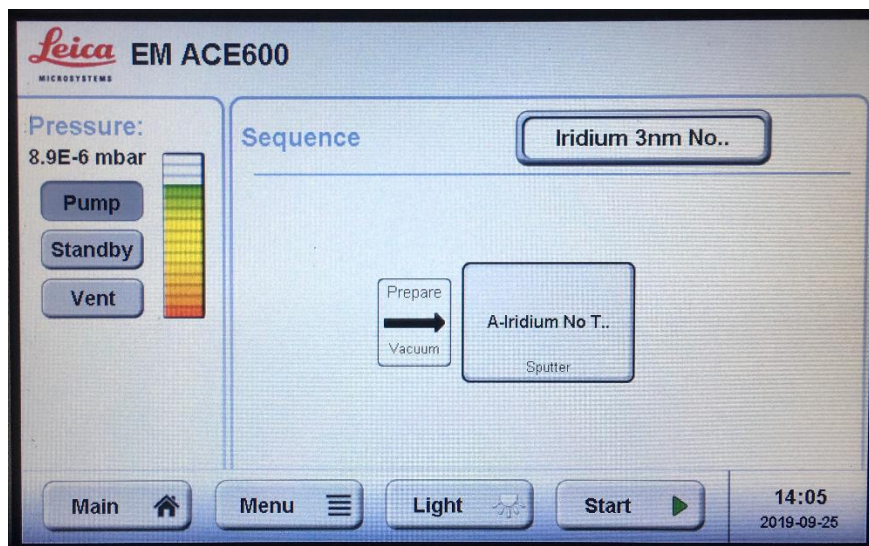 Leica EM ACE600
MICROSYSTEMS
Pressure:
8.9E-6 mbar
Pump
Standby
Vent
Sequence
Iridium 3nm No..
Prepare
Vacuum
A-Iridium No T..
Sputter
Main
Menu
Light
Start
14:05
2019-09-25